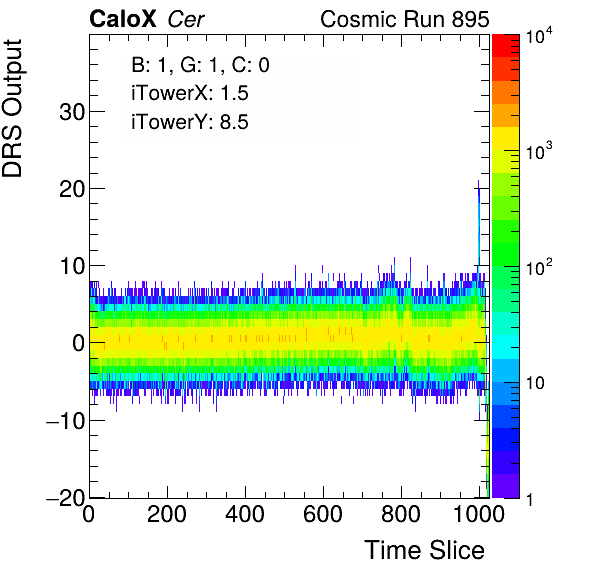 CaloX Cer
Cosmic Run 895
B: 1, G: 1, C: 0
iTowerX: 1.5
iTowerY: 8.5
DRS Output
30
20
10
0
−10
−20
0 200 400 600 800 1000
Time Slice
10^4
10^3
10^2
10
1